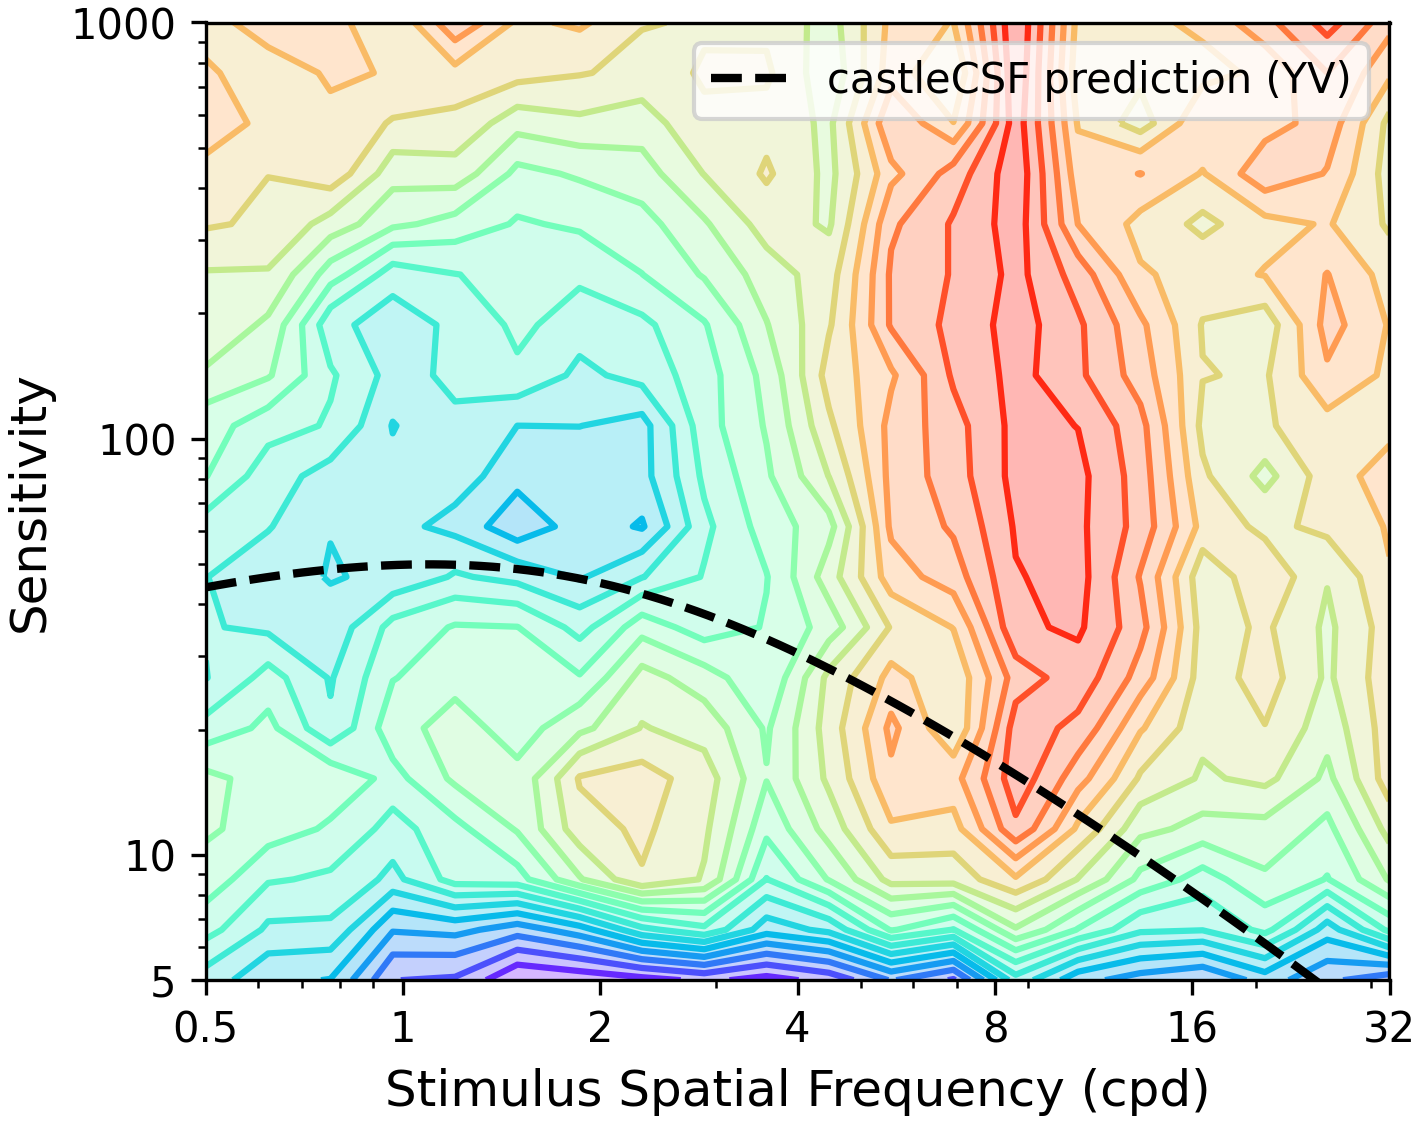 1000
castleCSF prediction (YV)
Sensitivity
100
10
5
0.5 1 2 4 8 16 32
Stimulus Spatial Frequency (cpd)